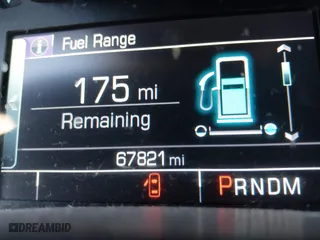 Fuel Range
175 mi
Remaining
67821 mi
PRNDM
DREAMBID